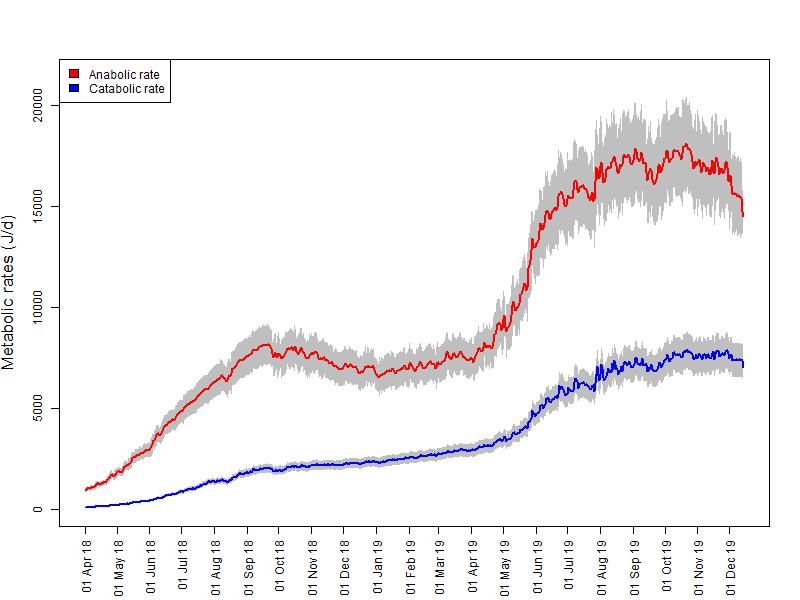 Anabolic rate
Catabolic rate
Metabolic rates (J/d)
20000
15000
10000
5000
0
01 Apr 18
01 May 18
01 Jun 18
01 Jul 18
01 Aug 18
01 Sep 18
01 Oct 18
01 Nov 18
01 Dec 18
01 Jan 19
01 Feb 19
01 Mar 19
01 Apr 19
01 May 19
01 Jun 19
01 Jul 19
01 Aug 19
01 Sep 19
01 Oct 19
01 Nov 19
01 Dec 19